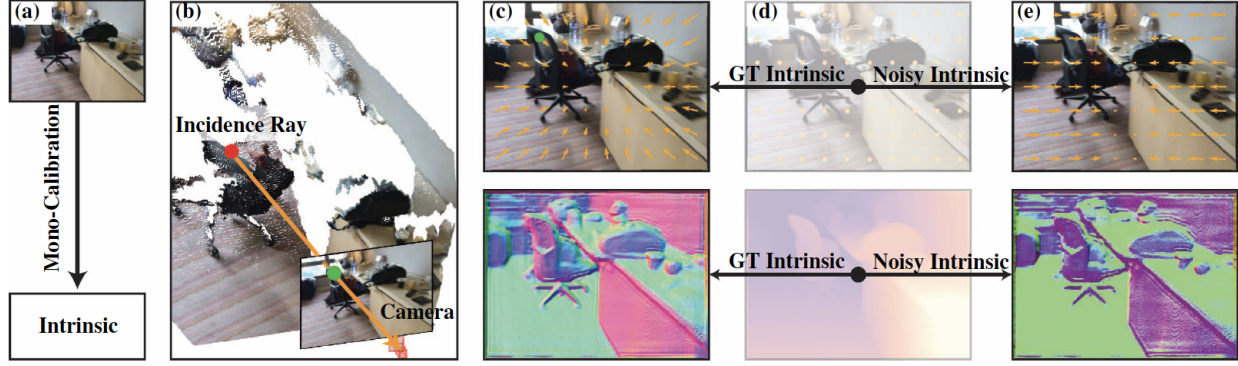 (a)
Mono-Calibration
Intrinsic
(b)
Incidence Ray
Camera
(c)
(d)
GT Intrinsic
Noisy Intrinsic
GT Intrinsic
Noisy Intrinsic
(e)